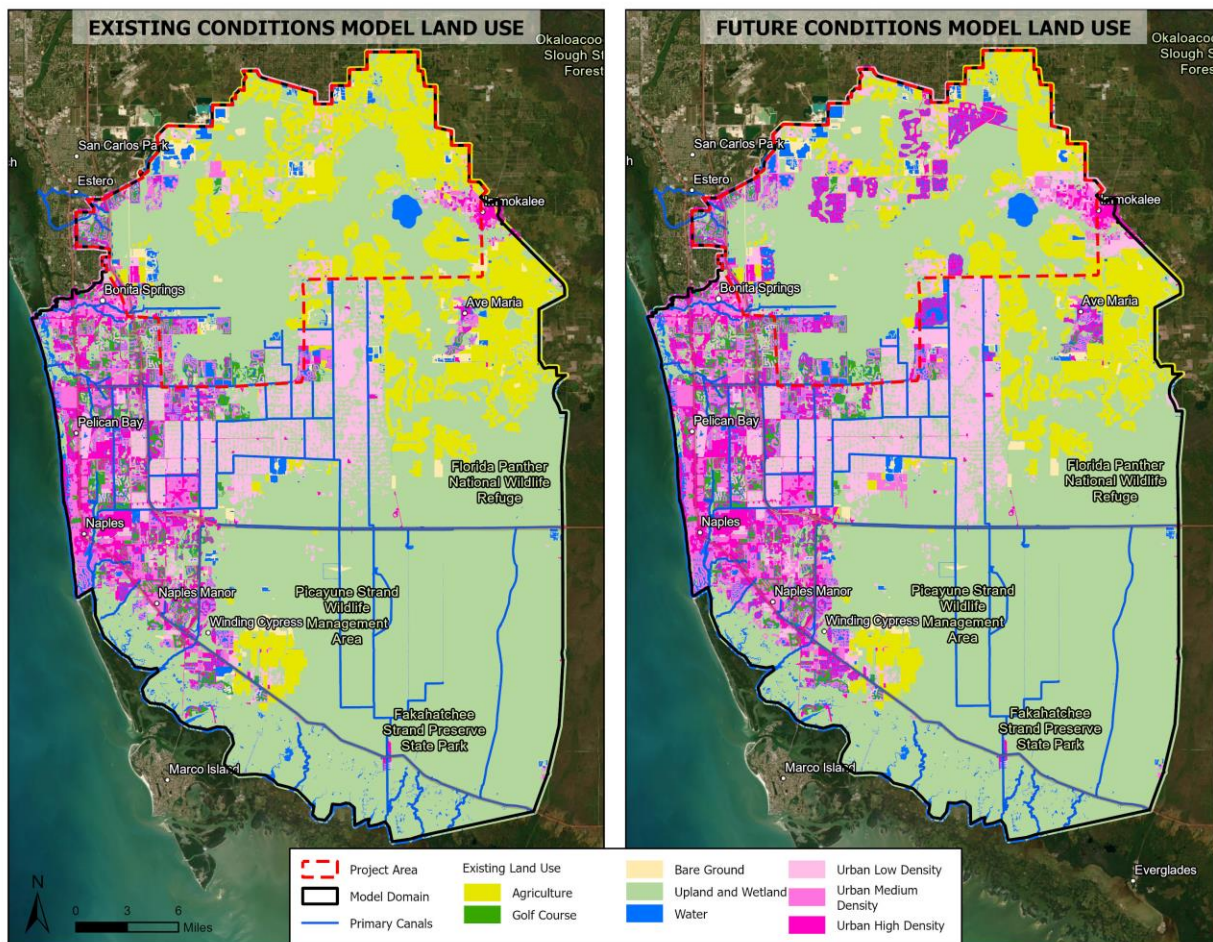 EXISTING CONDITIONS MODEL LAND USE
Okaloacoo
Slough S
Forest
San Carlos Park
Estero
Immokalee
Bonita Springs
Ave Maria
Pelican Bay
Florida Panther
National Wildlife
Refuge
Naples
Naples Manor
Picayune Strand
Wildlife
Management
Area
Winding Cypress
Fakahatchee
Strand Preserve
State Park
Marco Island
N
0 3 6
Miles
FUTURE CONDITIONS MODEL LAND USE
Okaloacoo
Slough St
Fores
h
San Carlos Park
Estero
Immokalee
Bonita Springs
Ave Maria
Pelican Bay
Florida Panther
National Wildlife
Refuge
Naples
Naples Manor
Picayune Strand
Wildlife
Management
Area
Winding Cypress
Fakahatchee
Strand Preserve
State Park
Marco Island
Everglades
Project Area
Model Domain
Primary Canals
Existing Land Use
Agriculture
Golf Course
Bare Ground
Upland and Wetland
Water
Urban Low Density
Urban Medium
Density
Urban High Density